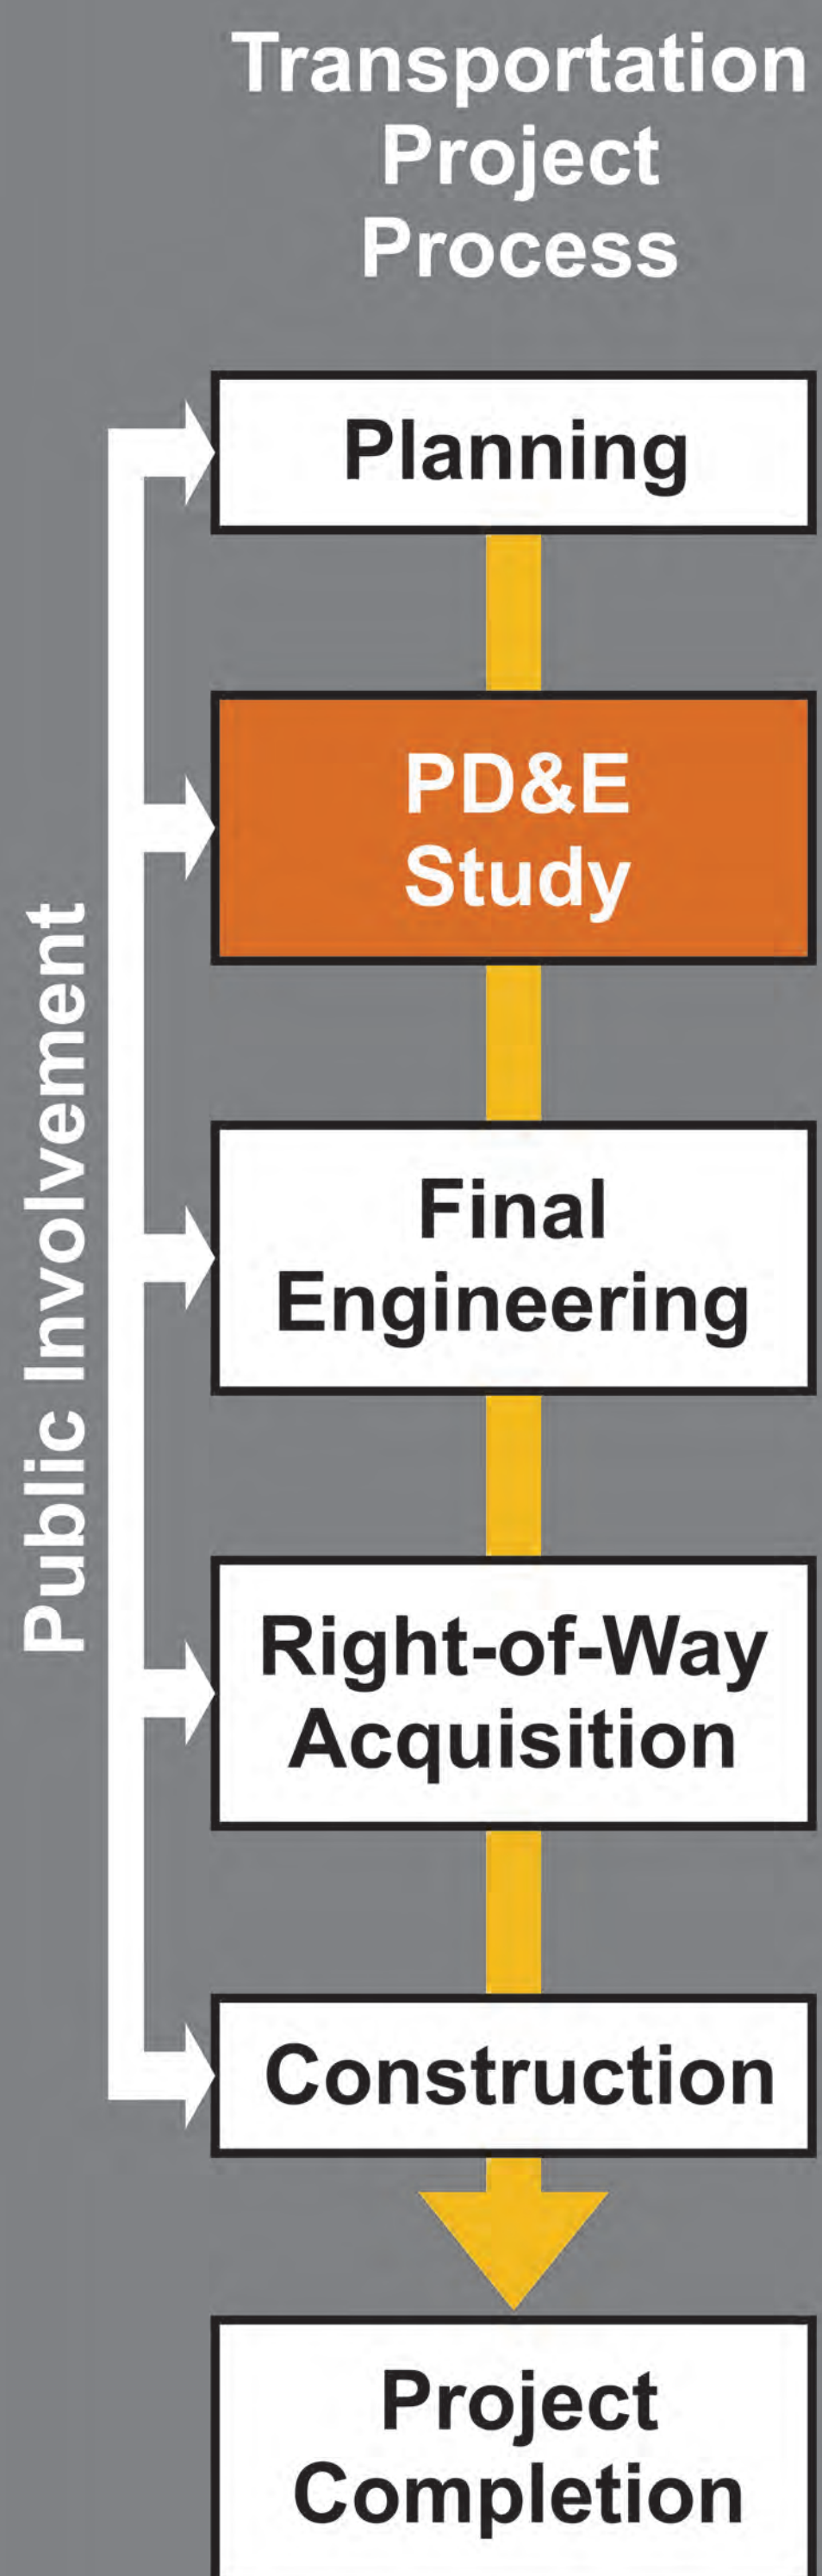 Transportation
Project
Process
Public Involvement
Planning
PD&E
Study
Final
Engineering
Right-of-Way
Acquisition
Construction
Project
Completion